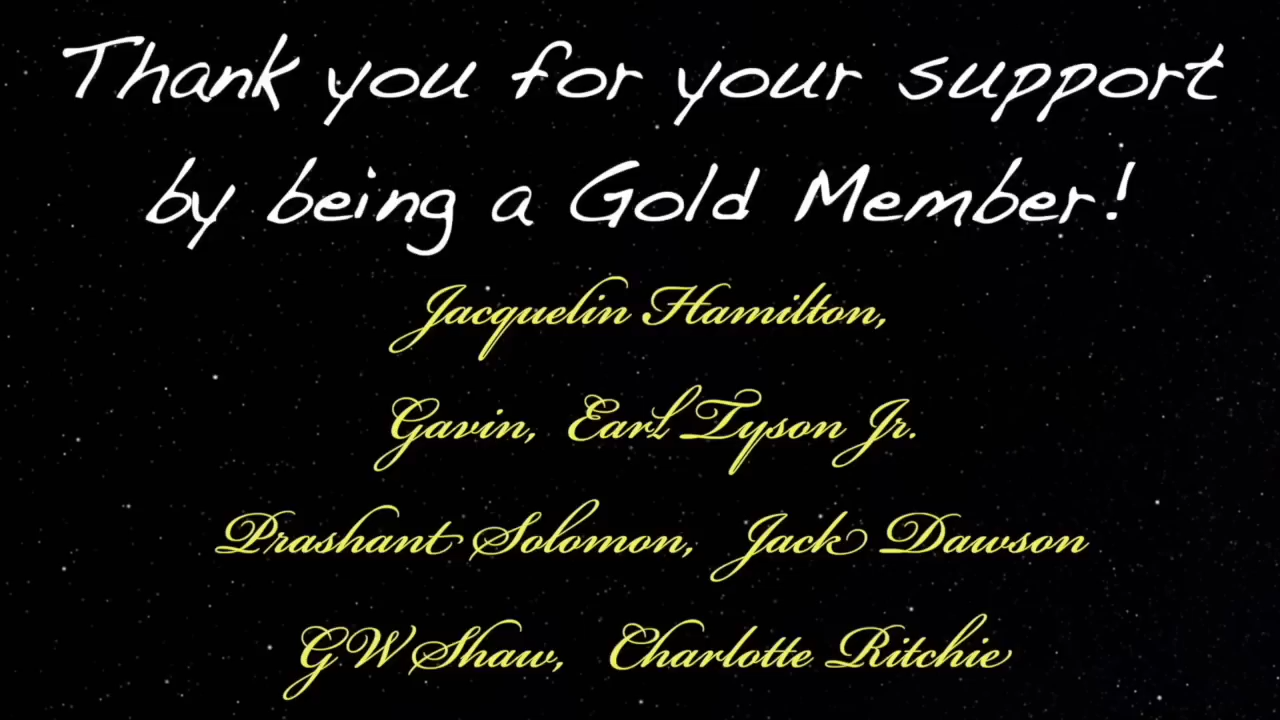 Thank you for your support
by being a Gold Member!
Jacquelin Hamilton,
Gavin, Earl Tyson Jr.
Prashant Solomon, Jack Dawson
GW Shaw, Charlotte Ritchie